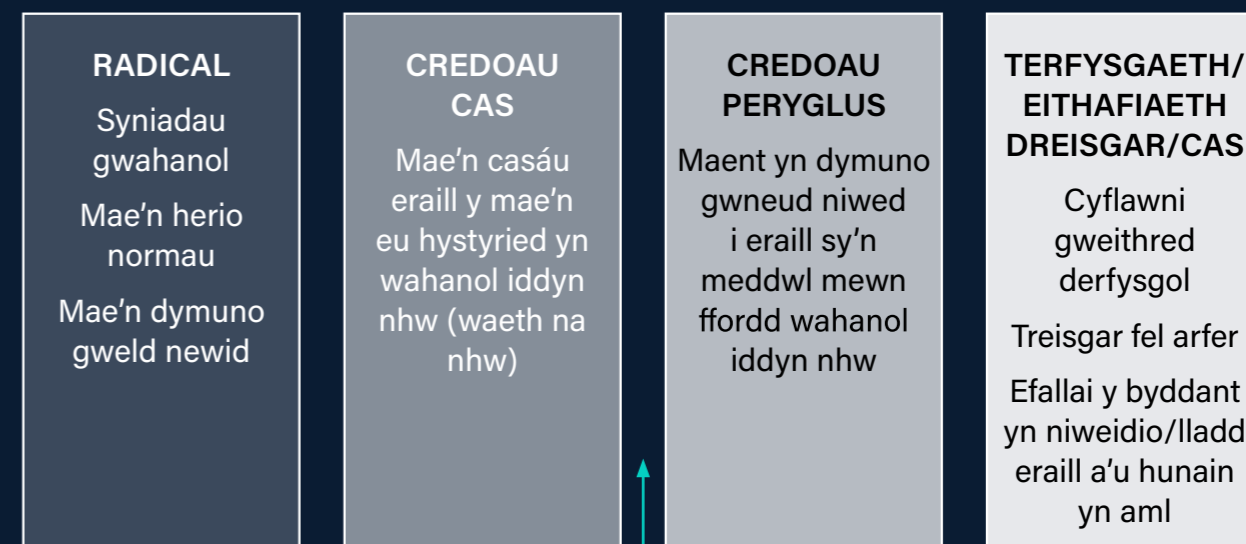 RADICAL
Syniadau
gwahanol
Mae'n herio
normau
Mae'n dymuno
gweld newid
CREDOAU
CAS
Mae'n casáu
eraill y mae'n
eu hystyried yn
wahanol iddyn
nhw (waeth na
nhw)
CREDOAU
PERYGLUS
Maent yn dymuno
gwneud niwed
i eraill sy'n
meddwl mewn
ffordd wahanol
iddyn nhw
TERFYSGAETH/
EITHAFIAETH
DREISGAR/CAS
Cyflawni
gweithred
derfysgol
Treisgar fel arfer
Efallai y byddant
yn niweidio/lladd
eraill a'u hunain
yn aml